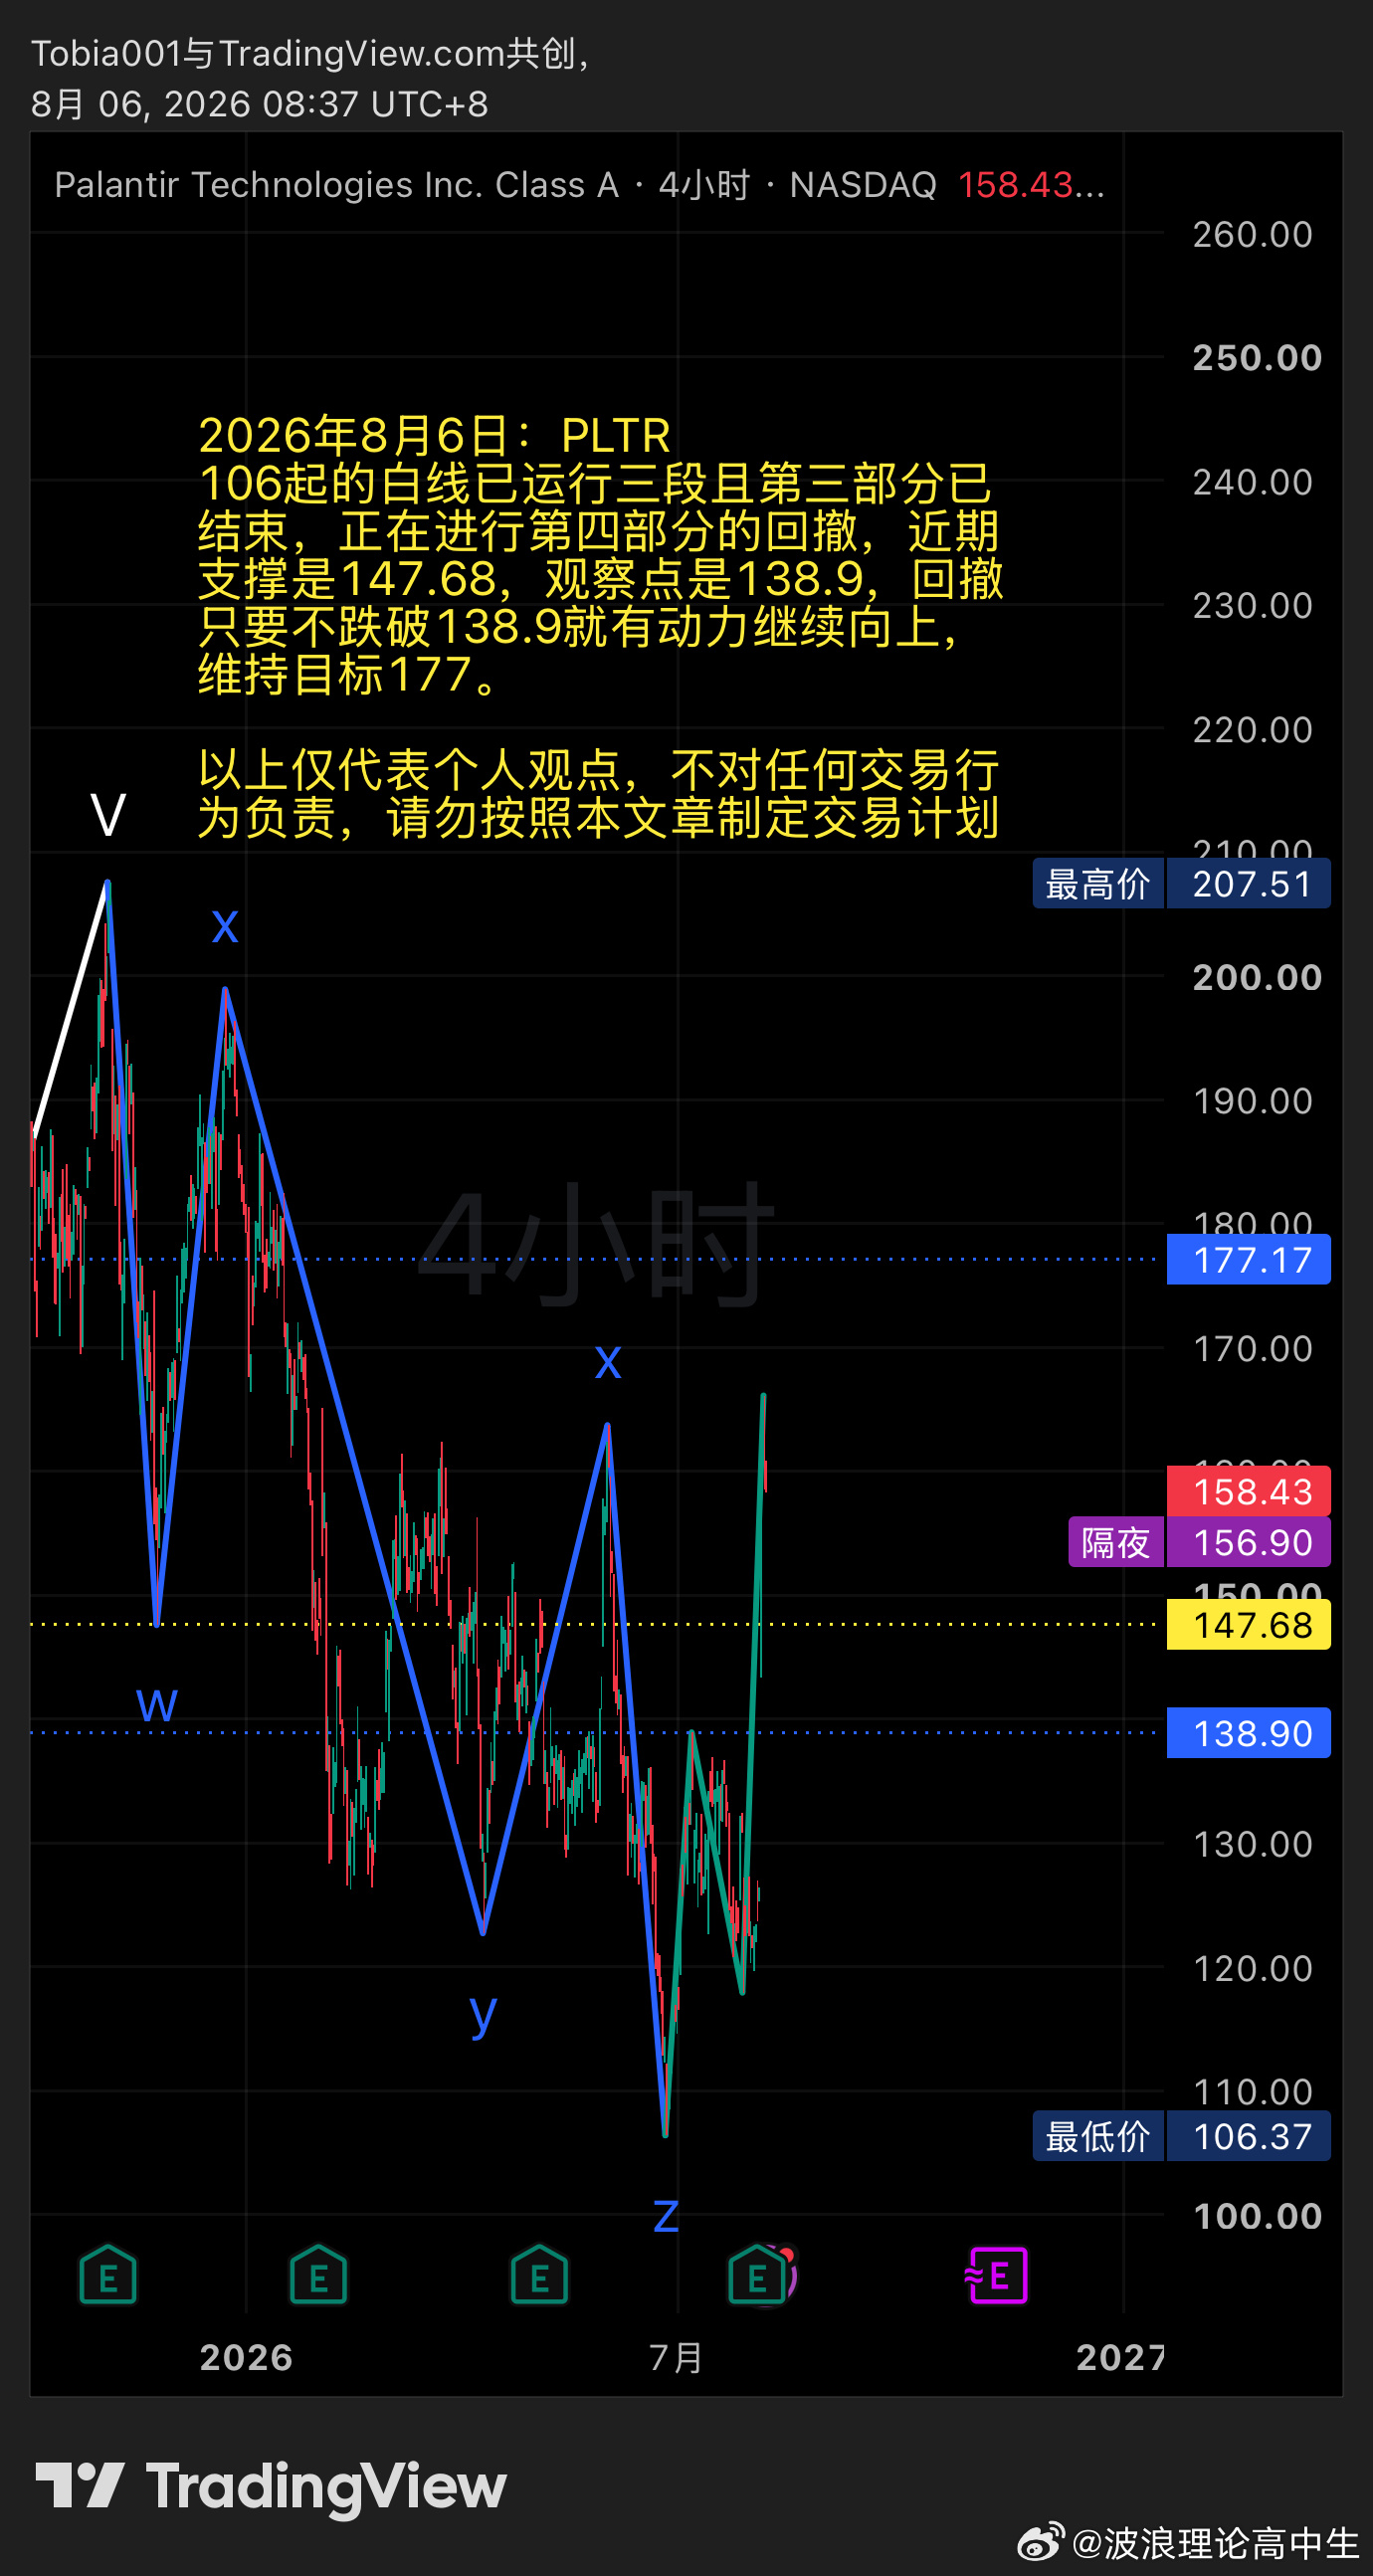 Tobia001与TradingView.com共创,
8月 06, 2026 08:37 UTC+8
Palantir Technologies Inc. Class A · 4小时 · NASDAQ 158.43...
260.00
250.00
2026年8月6日：PLTR
106起的白线已运行三段且第三部分已
结束，正在进行第四部分的回撤，近期
支撑是147.68，观察点是138.9，回撤
只要不跌破138.9就有动力继续向上，
维持目标177。
以上仅代表个人观点，不对任何交易行
为负责，请勿按照本文章制定交易计划
240.00
230.00
220.00
V
210.00
最高价 207.51
x
200.00
190.00
4小时
180.00
177.17
170.00
x
158.43
隔夜 156.90
150.00
147.68
w
138.90
130.00
120.00
y
110.00
最低价 106.37
z
100.00
E E E E ≈E
2026 7月 2027
TradingView
@波浪理论高中生